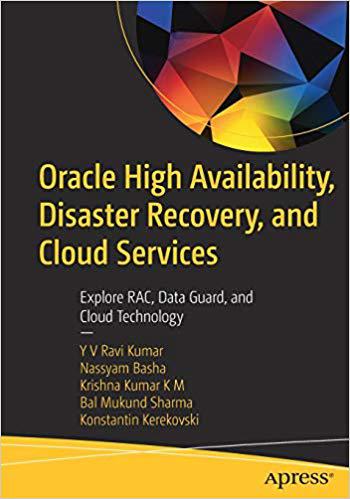 Oracle High Availability,
Disaster Recovery, and
Cloud Services
Explore RAC, Data Guard, and
Cloud Technology
—
Y V Ravi Kumar
Nassyam Basha
Krishna Kumar K M
Bal Mukund Sharma
Konstantin Kerekovski
Apress®